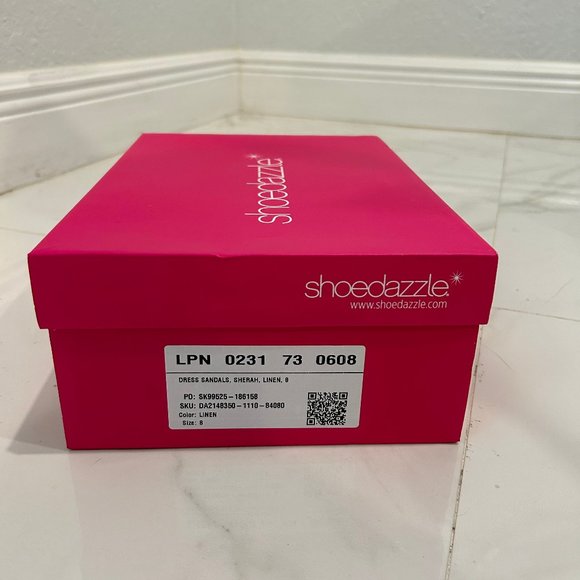 shoedazzle
shoedazzle
www.shoedazzle.com
LPN 0231 73 0608
DRESS SANDALS, SHERAH, LINEN, 8
PO: SK99525-186158
SKU: DA2148350-1110-84080
Color: LINEN
Size: 8